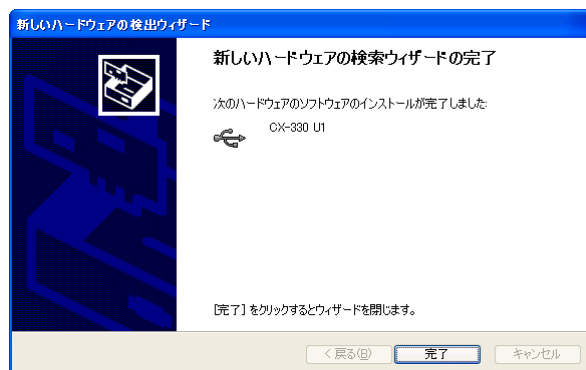 新しいハードウェアの検出ウィザード
新しいハードウェアの検索ウィザードの完了
次のハードウェアのソフトウェアのインストールが完了しました:
CX-330 U1
[完了] をクリックするとウィザードを閉じます。
< 戻る(B) 完了 キャンセル